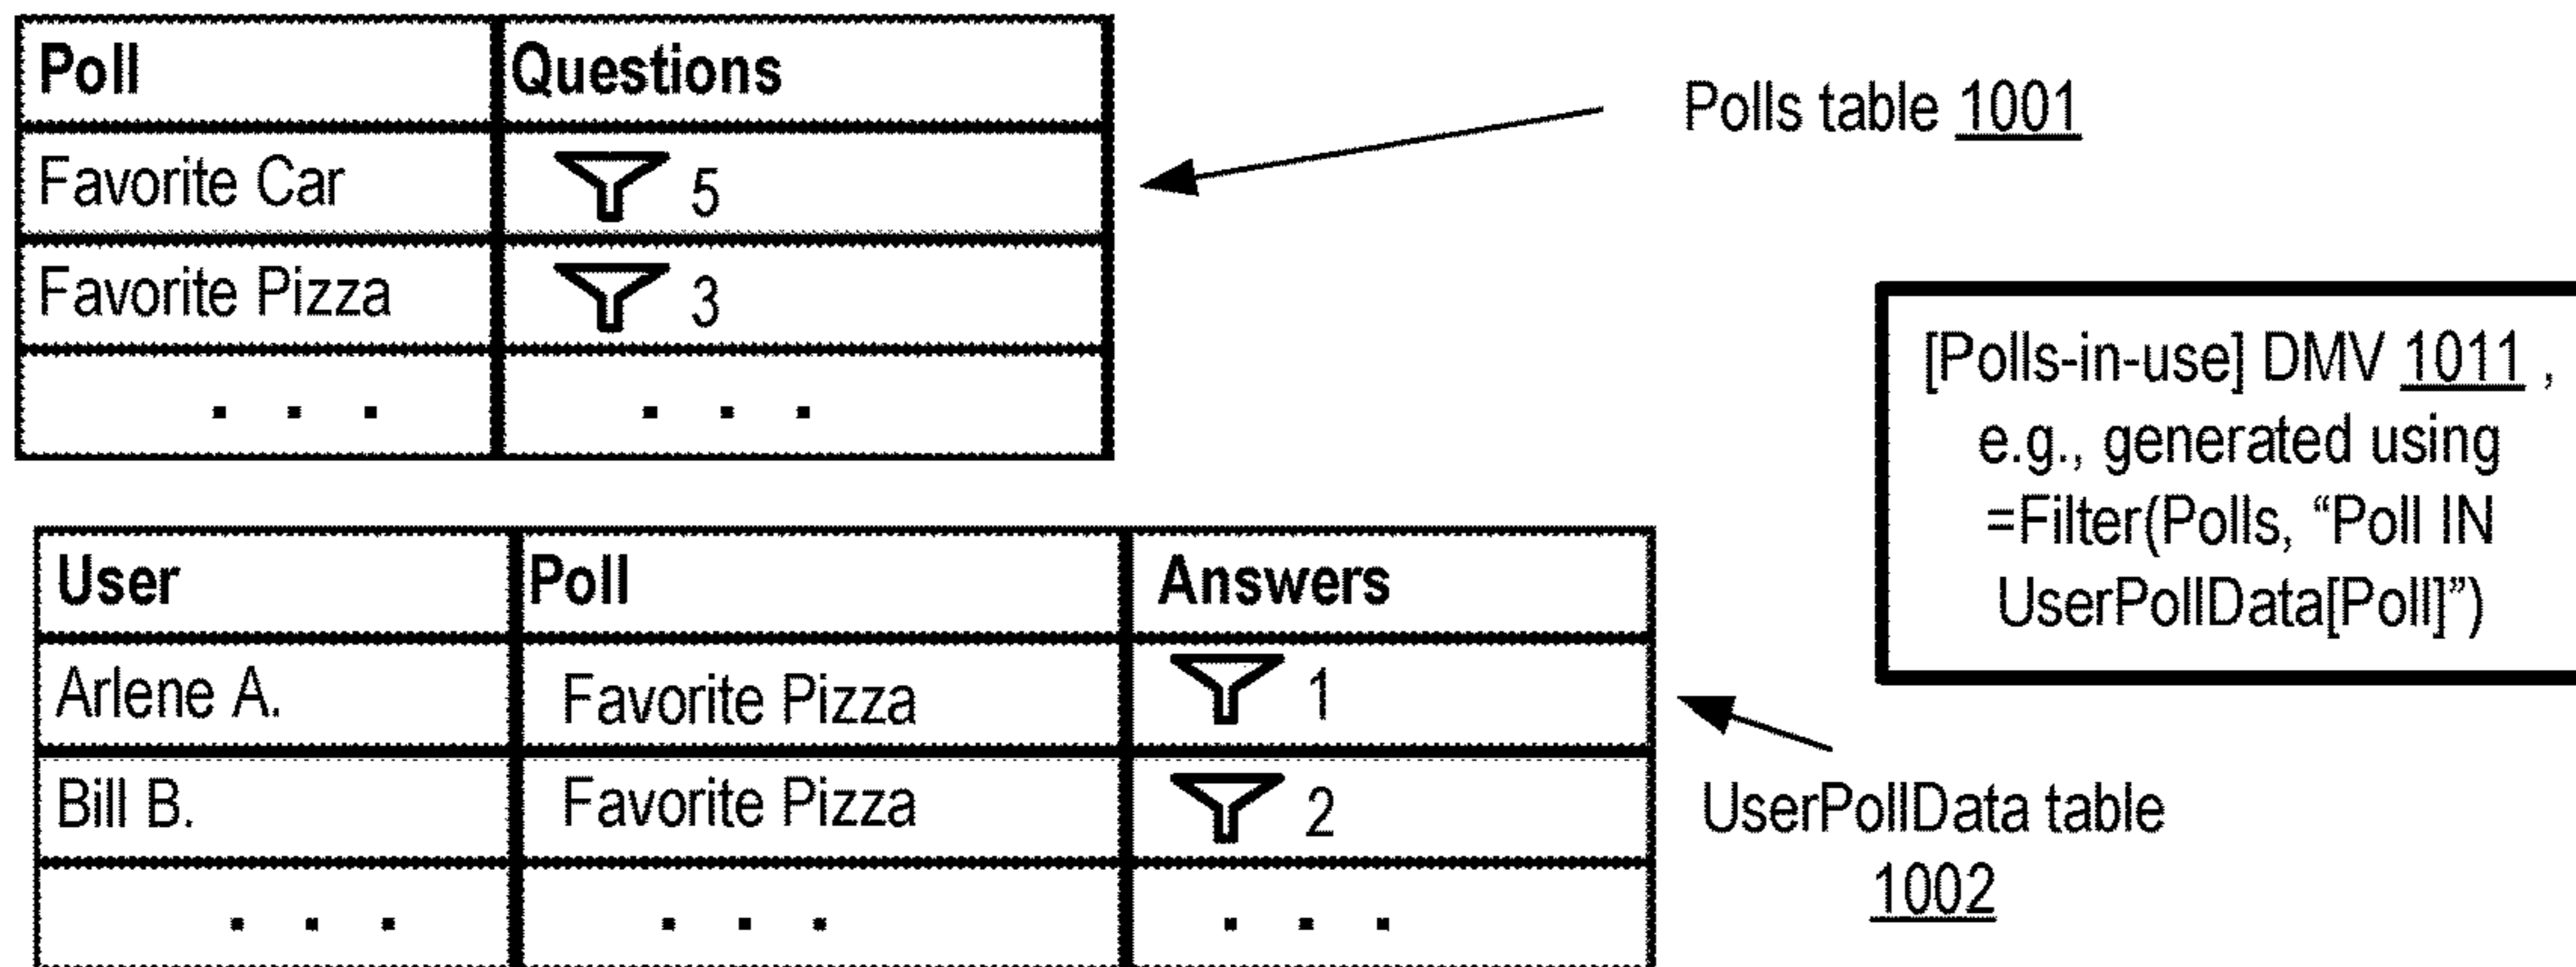 Poll Questions
Favorite Car 5
Favorite Pizza 3
. . . . . .
Polls table 1001
[Polls-in-use] DMV 1011 ,
e.g., generated using
=Filter(Polls, “Poll IN
UserPollData[Poll]”)
User Poll Answers
Arlene A. Favorite Pizza 1
Bill B. Favorite Pizza 2
. . . . . . . . .
UserPollData table
1002